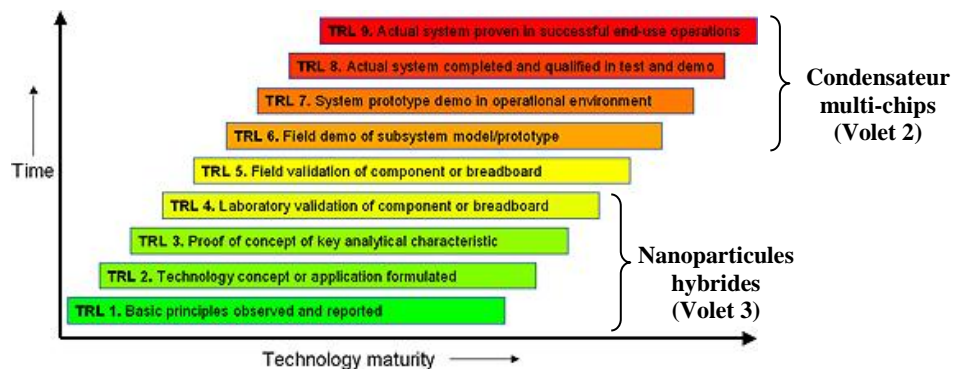 TRL 9. Actual system proven in successful end-use operations
TRL 8. Actual system completed and qualified in test and demo
TRL 7. System prototype demo in operational environment
TRL 6. Field demo of subsystem model/prototype
TRL 5. Field validation of component or breadboard
TRL 4. Laboratory validation of component or breadboard
TRL 3. Proof of concept of key analytical characteristic
TRL 2. Technology concept or application formulated
TRL 1. Basic principles observed and reported
Time
Technology maturity
Condensateur
multi-chips
(Volet 2)
Nanoparticules
hybrides
(Volet 3)